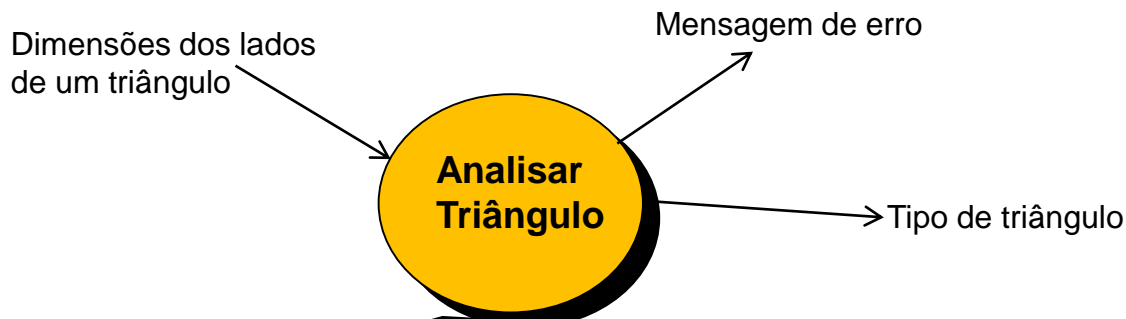 Mensagem de erro
Dimensões dos lados
de um triângulo
Analisar
Triângulo
Tipo de triângulo